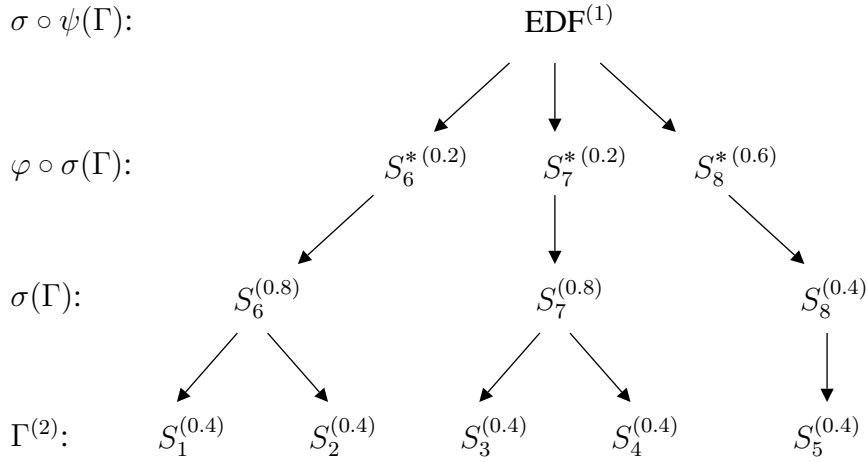 σ ∘ ψ(Γ): EDF^(1)
φ ∘ σ(Γ): S_6^{* (0.2)} S_7^{* (0.2)} S_8^{* (0.6)}
σ(Γ): S_6^{(0.8)} S_7^{(0.8)} S_8^{(0.4)}
Γ^{(2)}: S_1^{(0.4)} S_2^{(0.4)} S_3^{(0.4)} S_4^{(0.4)} S_5^{(0.4)}